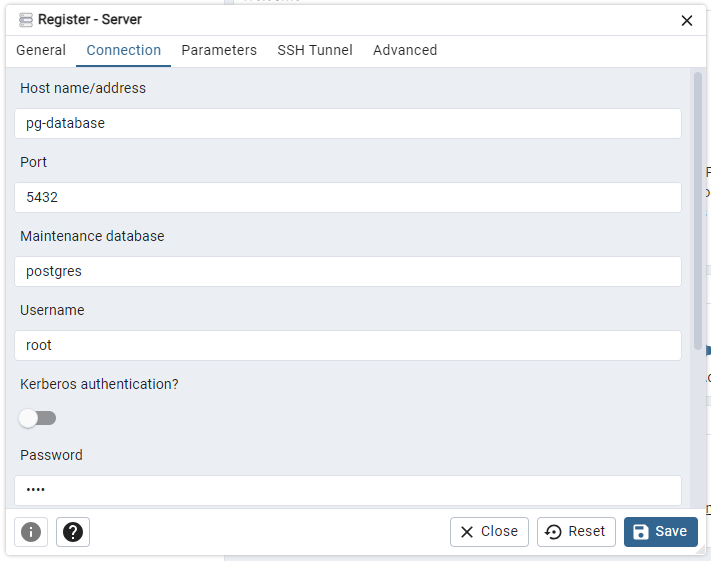 Register - Server
General Connection Parameters SSH Tunnel Advanced
Host name/address
pg-database
Port
5432
Maintenance database
postgres
Username
root
Kerberos authentication?
Password
••••
Close Reset Save